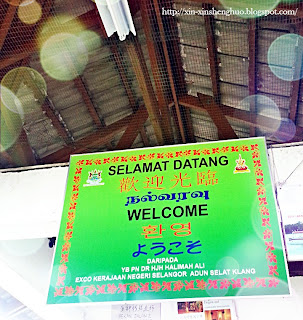 http://xin-xinshenghuo.blogspot.com/
SELAMAT DATANG
歡迎光臨
நல்வரவு
WELCOME
환영
ようこそ
DARIPADA
YB PN DR HJH HALIMAH ALI
EXCO KERAJAAN NEGERI SELANGOR ADUN SELAT KLANG